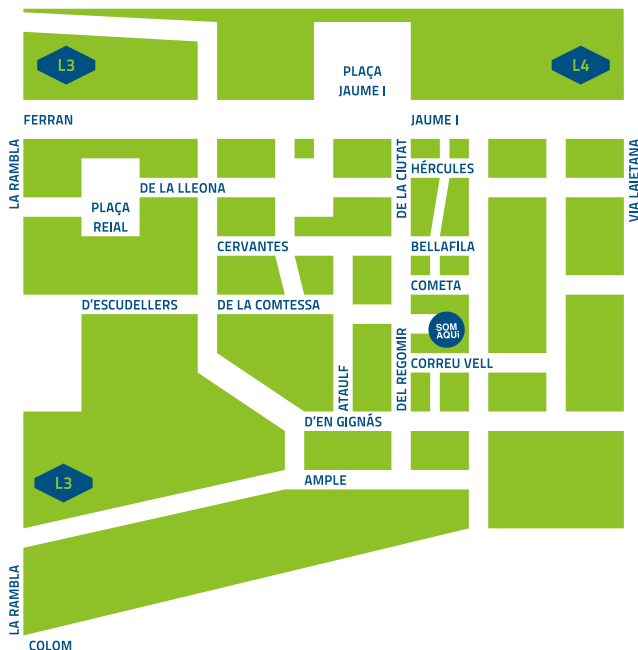 L3
L4
PLAÇA
JAUME I
FERRAN
JAUME I
LA RAMBLA
DE LA CIUTAT
HÉRCULES
VIA LAIETANA
DE LA LLEONA
PLAÇA
REIAL
CERVANTES
BELLAFILA
COMETA
D'ESCUDELLERS
DE LA COMTESSA
SOM
AQUi
DEL REGOMIR
CORREU VELL
ATAULF
D'EN GIGNÁS
L3
AMPLE
LA RAMBLA
COLOM